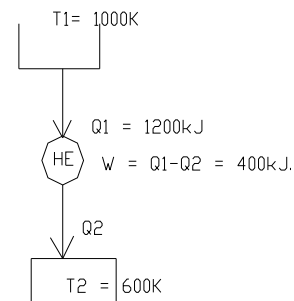 T1= 1000K
Q1 = 1200kJ
HE
W = Q1-Q2 = 400kJ.
Q2
T2 = 600K